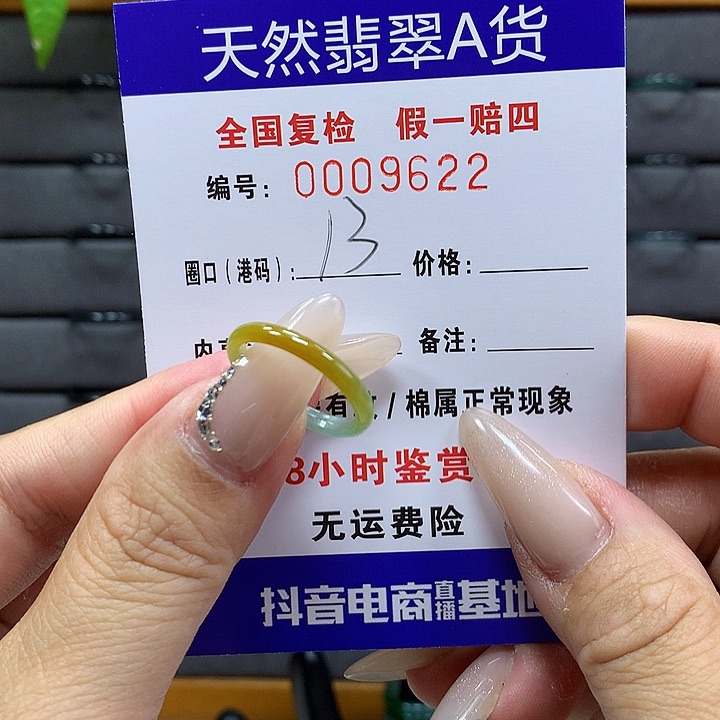 天然翡翠A货
全国复检 假一赔四
编号: 0009622
圈口(港码): 13 价格:
内 备注:
有 / 棉属正常现象
8小时鉴赏
无运费险
抖音电商直播基地